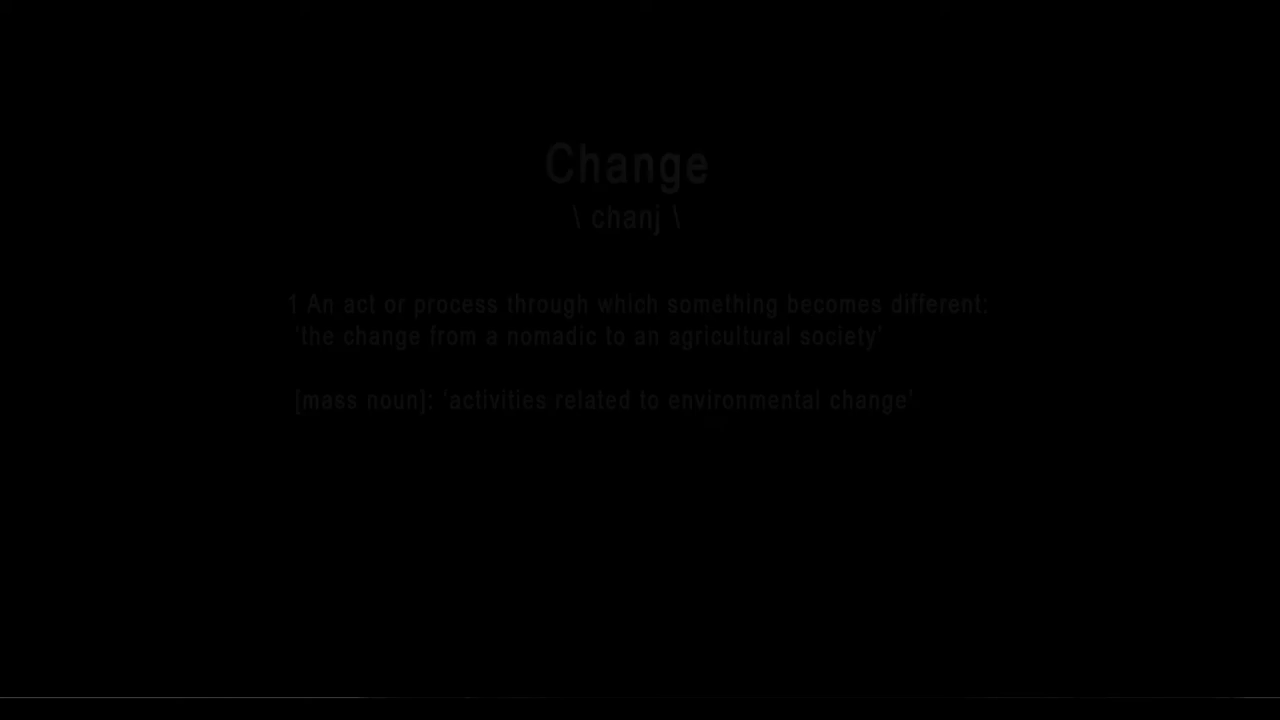 Change
\ chanj \
1 An act or process through which something becomes different:
‘the change from a nomadic to an agricultural society’
[mass noun]: ‘activities related to environmental change’